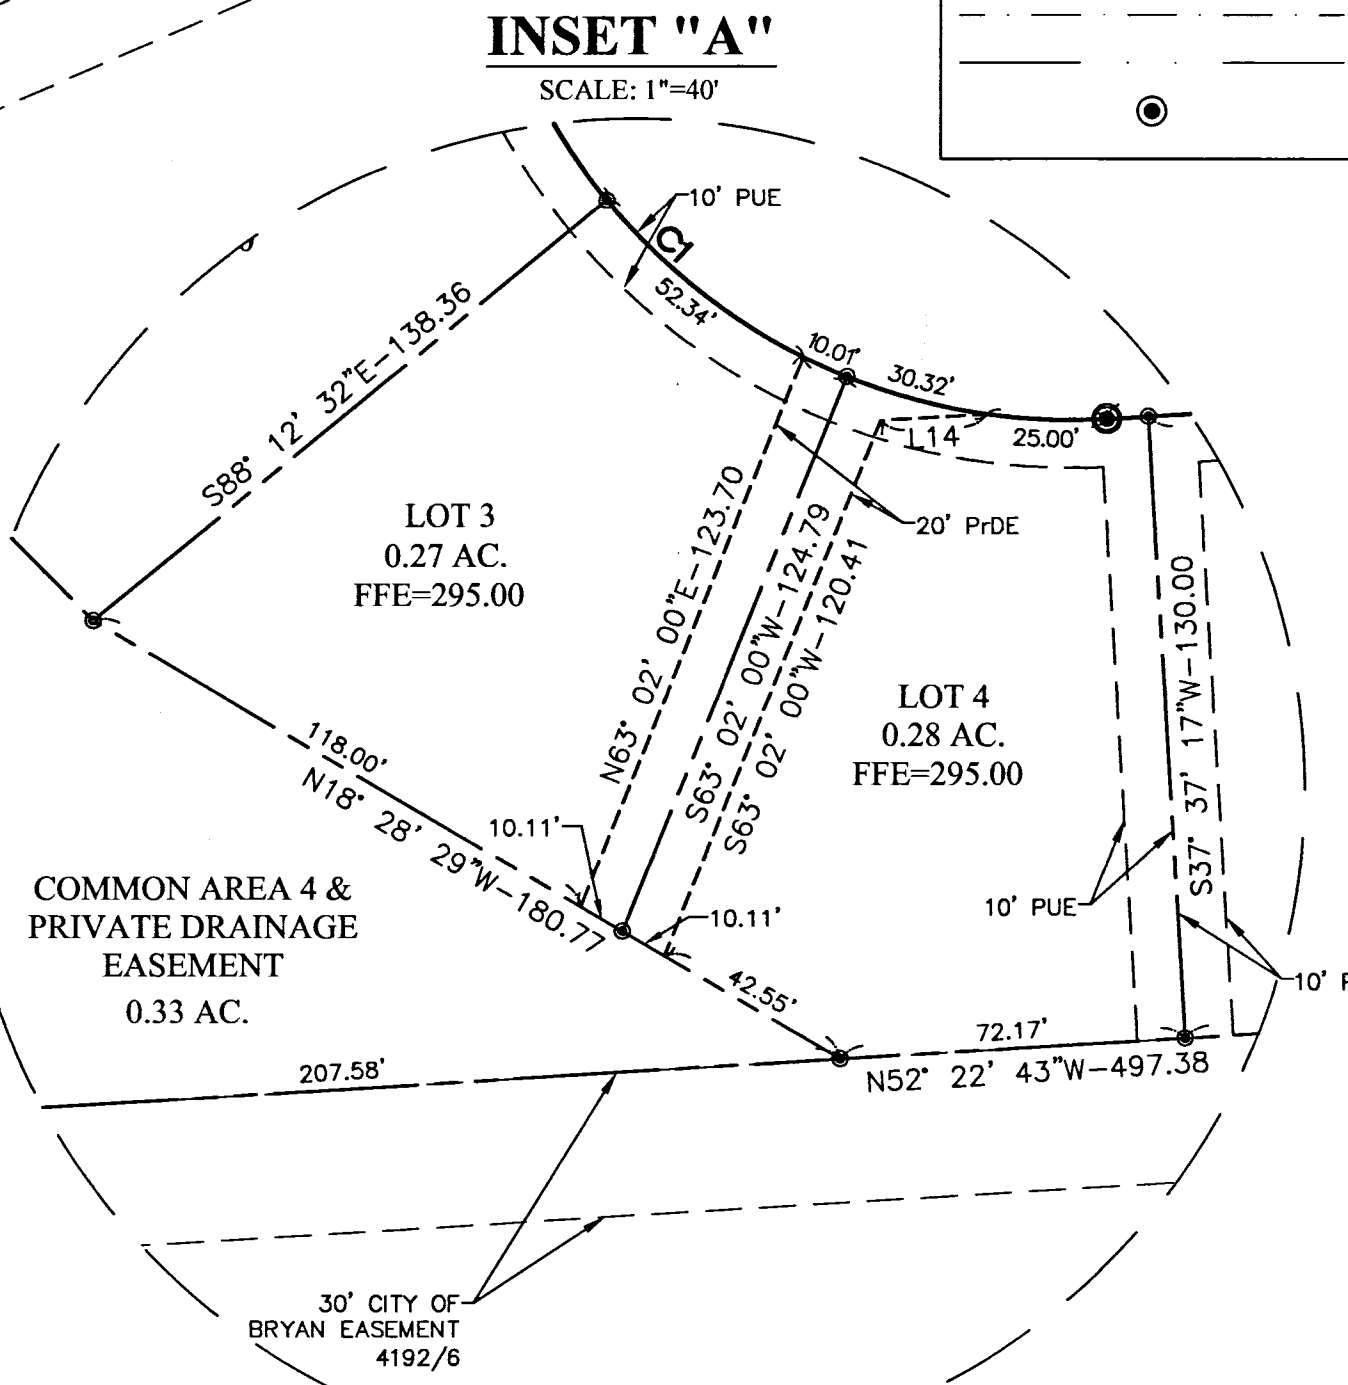 INSET "A"
SCALE: 1"=40'
10' PUE
C1
52.34'
10.01'
30.32'
L14
25.00'
S88° 12' 32"E-138.36
20' PrDE
LOT 3
0.27 AC.
FFE=295.00
N63° 02' 00"E-123.70
S63° 02' 00"W-124.79
S63° 02' 00"W-120.41
LOT 4
0.28 AC.
FFE=295.00
S37° 37' 17"W-130.00
118.00'
N18° 28' 29"W-180.77
10.11'
10.11'
42.55'
10' PUE
10'
COMMON AREA 4 &
PRIVATE DRAINAGE
EASEMENT
0.33 AC.
207.58'
72.17'
N52° 22' 43"W-497.38
30' CITY OF
BRYAN EASEMENT
4192/6